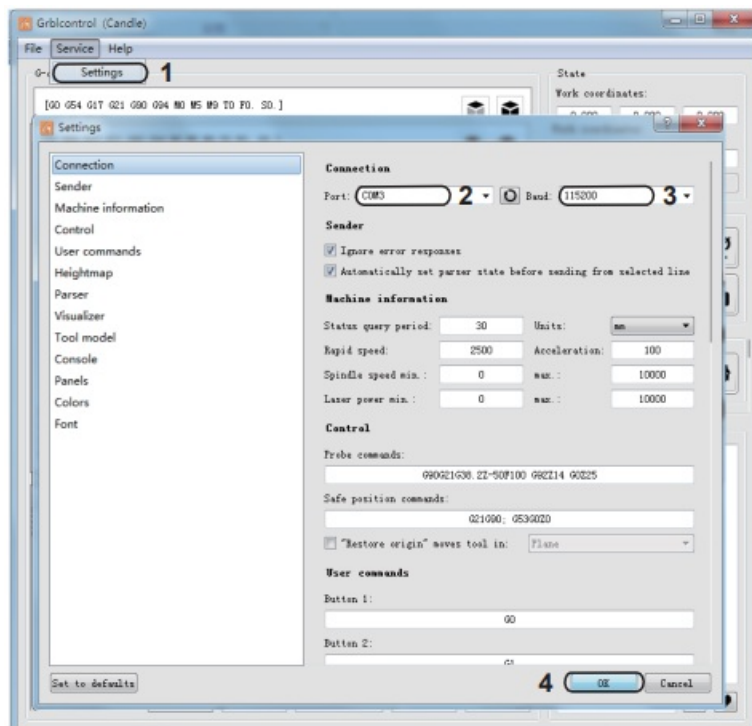 Grblcontrol (Candle)
File Service Help
G- Settings 1 State
Work coordinates:
[G0 G54 G17 G21 G90 G94 M0 M5 M9 T0 F0. S0.]
Settings
Connection
Sender
Machine information
Control
User commands
Heightmap
Parser
Visualizer
Tool model
Console
Panels
Colors
Font
Connection
Port: COM3 2 Baud: 115200 3
Sender
Ignore error responses
Automatically set parser state before sending from selected line
Machine information
Status query period: 30 Units: mm
Rapid speed: 2500 Acceleration: 100
Spindle speed min.: 0 max.: 10000
Laser power min.: 0 max.: 10000
Control
Probe commands:
G90G21G38.2Z-50F100 G92Z14 G0Z25
Safe position commands:
G21G90; G53G0Z0
"Restore origin" moves tool in: Plane
User commands
Button 1:
G0
Button 2:
G1
Set to defaults 4 OK Cancel